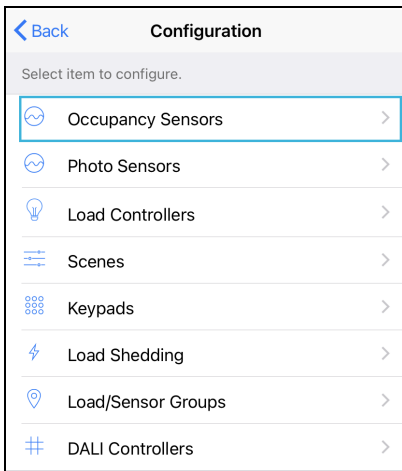 Back
Configuration
Select item to configure.
Occupancy Sensors
Photo Sensors
Load Controllers
Scenes
Keypads
Load Shedding
Load/Sensor Groups
DALI Controllers